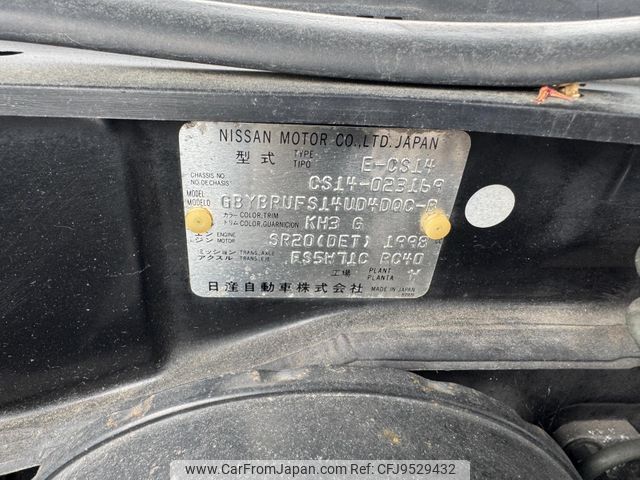 NISSAN MOTOR CO., LTD. JAPAN
型式 TYPE TIPO E-CS14
CHASSIS NO. NO. DE CHASIS CS14-023169
MODEL MODELO GBYBRUFS14UD4DQC-B
カラー トリム COLOR, TRIM COLOR, GUARNICION KH3 G
エンジン ENGINE MOTOR SR20(DET) 1998
ミッション アクスル TRANS., AXLE TRANS., EJE FS5W71C RC40
工場 PLANT PLANTA Y
日産自動車株式会社 MADE IN JAPAN
www.CarFromJapan.com Photo ID: CFJ9529432